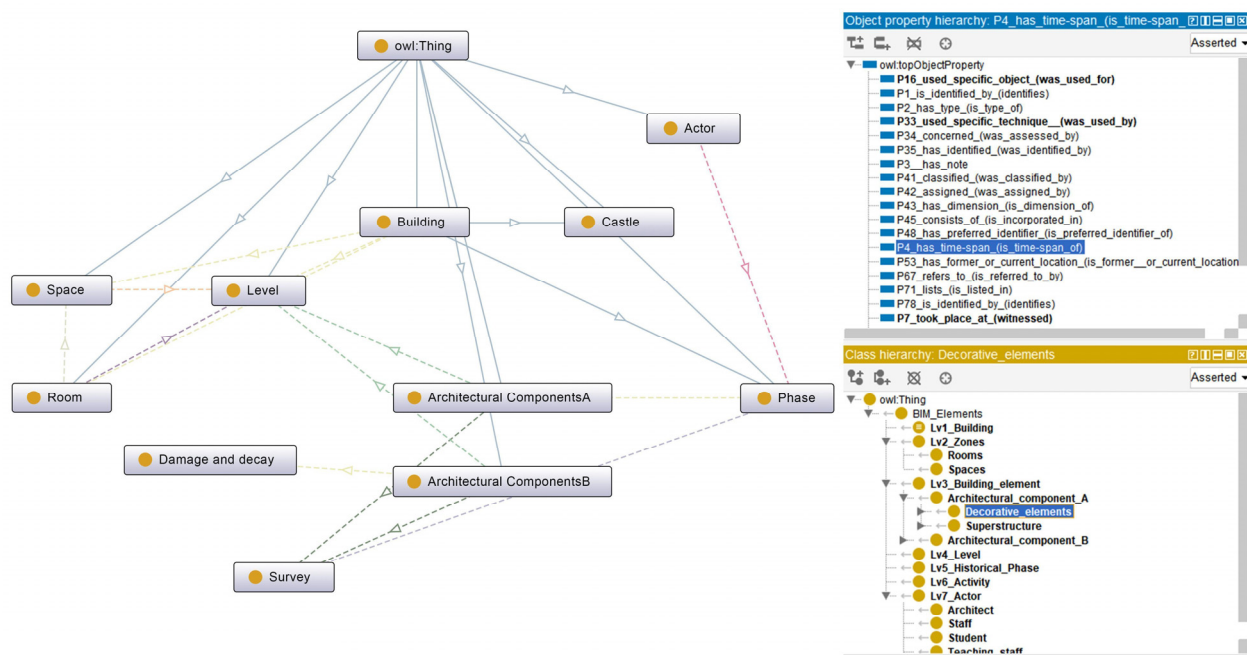 owl:Thing
Actor
Building
Castle
Space
Level
Room
Architectural ComponentsA
Phase
Damage and decay
Architectural ComponentsB
Survey
Object property hierarchy: P4_has_time-span_(is_time-span_
Asserted
owl:topObjectProperty
P16_used_specific_object_(was_used_for)
P1_is_identified_by_(identifies)
P2_has_type_(is_type_of)
P33_used_specific_technique__(was_used_by)
P34_concerned_(was_assessed_by)
P35_has_identified_(was_identified_by)
P3__has_note
P41_classified_(was_classified_by)
P42_assigned_(was_assigned_by)
P43_has_dimension_(is_dimension_of)
P45_consists_of_(is_incorporated_in)
P48_has_preferred_identifier_(is_preferred_identifier_of)
P4_has_time-span_(is_time-span_of)
P53_has_former_or_current_location_(is_former__or_current_location
P67_refers_to_(is_referred_to_by)
P71_lists_(is_listed_in)
P78_is_identified_by_(identifies)
P7_took_place_at_(witnessed)
Class hierarchy: Decorative_elements
Asserted
owl:Thing
BIM_Elements
Lv1_Building
Lv2_Zones
Rooms
Spaces
Lv3_Building_element
Architectural_component_A
Decorative_elements
Superstructure
Architectural_component_B
Lv4_Level
Lv5_Historical_Phase
Lv6_Activity
Lv7_Actor
Architect
Staff
Student
Teaching_staff